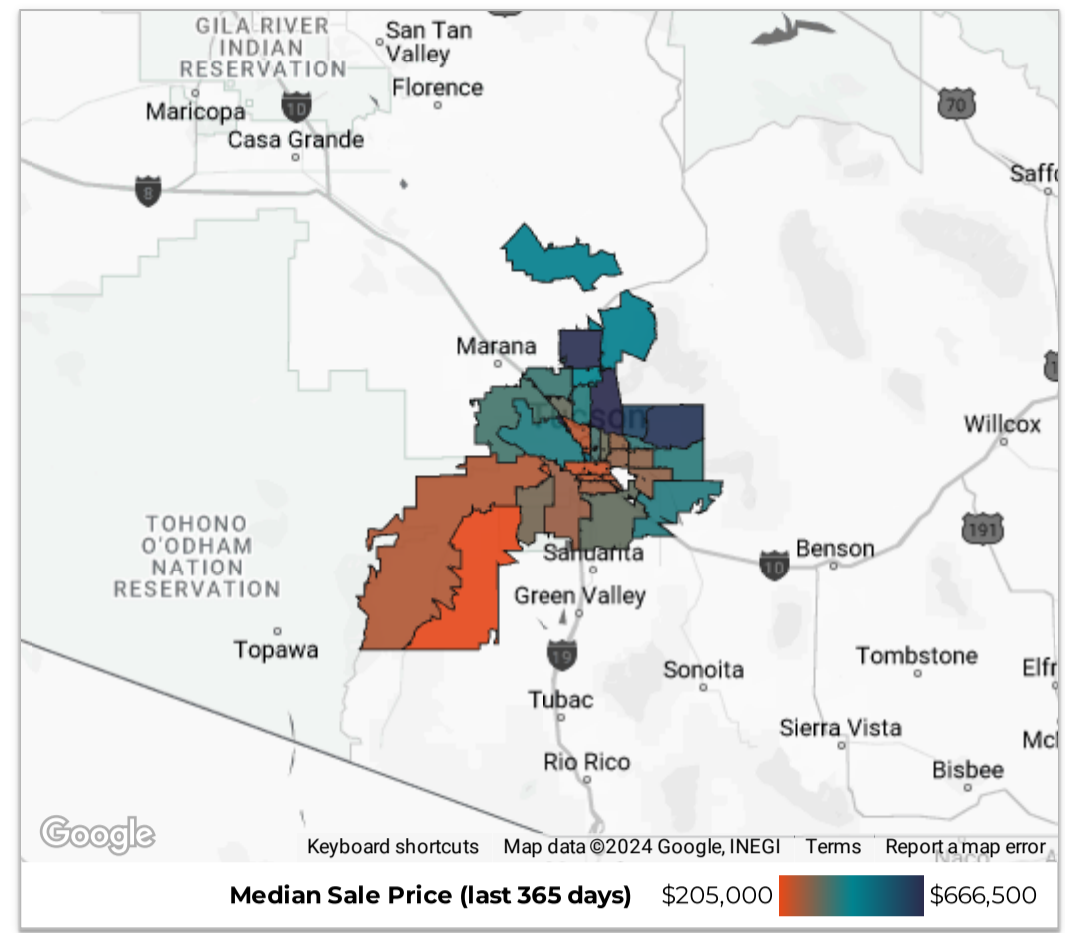 GILA RIVER
INDIAN
RESERVATION
San Tan
Valley
Florence
Maricopa
10
70
Casa Grande
Saff
8
Marana
Tucson
Willcox
TOHONO
O'ODHAM
NATION
RESERVATION
191
Sahuarita
10
Benson
Green Valley
Topawa
19
Sonoita
Tombstone
Elfr
Tubac
Sierra Vista
Rio Rico
Bisbee
Google
Keyboard shortcuts
Map data ©2024 Google, INEGI
Terms
Report a map error
Naco
Median Sale Price (last 365 days)
$205,000
$666,500